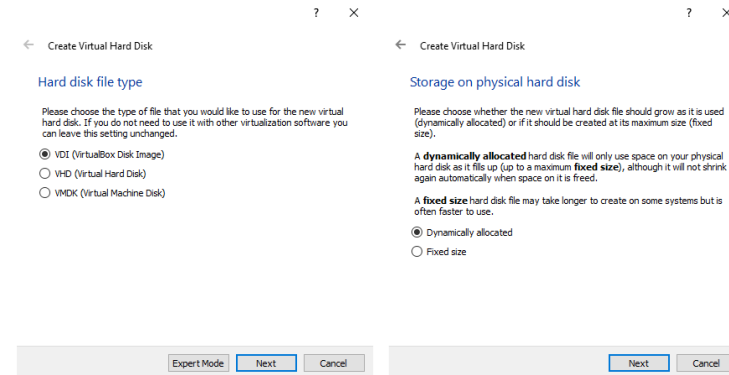 Create Virtual Hard Disk
Hard disk file type
Please choose the type of file that you would like to use for the new virtual
hard disk. If you do not need to use it with other virtualization software you
can leave this setting unchanged.
VDI (VirtualBox Disk Image)
VHD (Virtual Hard Disk)
VMDK (Virtual Machine Disk)
Expert Mode
Next
Cancel
Create Virtual Hard Disk
Storage on physical hard disk
Please choose whether the new virtual hard disk file should grow as it is used
(dynamically allocated) or if it should be created at its maximum size (fixed
size).
A dynamically allocated hard disk file will only use space on your physical
hard disk as it fills up (up to a maximum fixed size), although it will not shrink
again automatically when space on it is freed.
A fixed size hard disk file may take longer to create on some systems but is
often faster to use.
Dynamically allocated
Fixed size
Next
Cancel